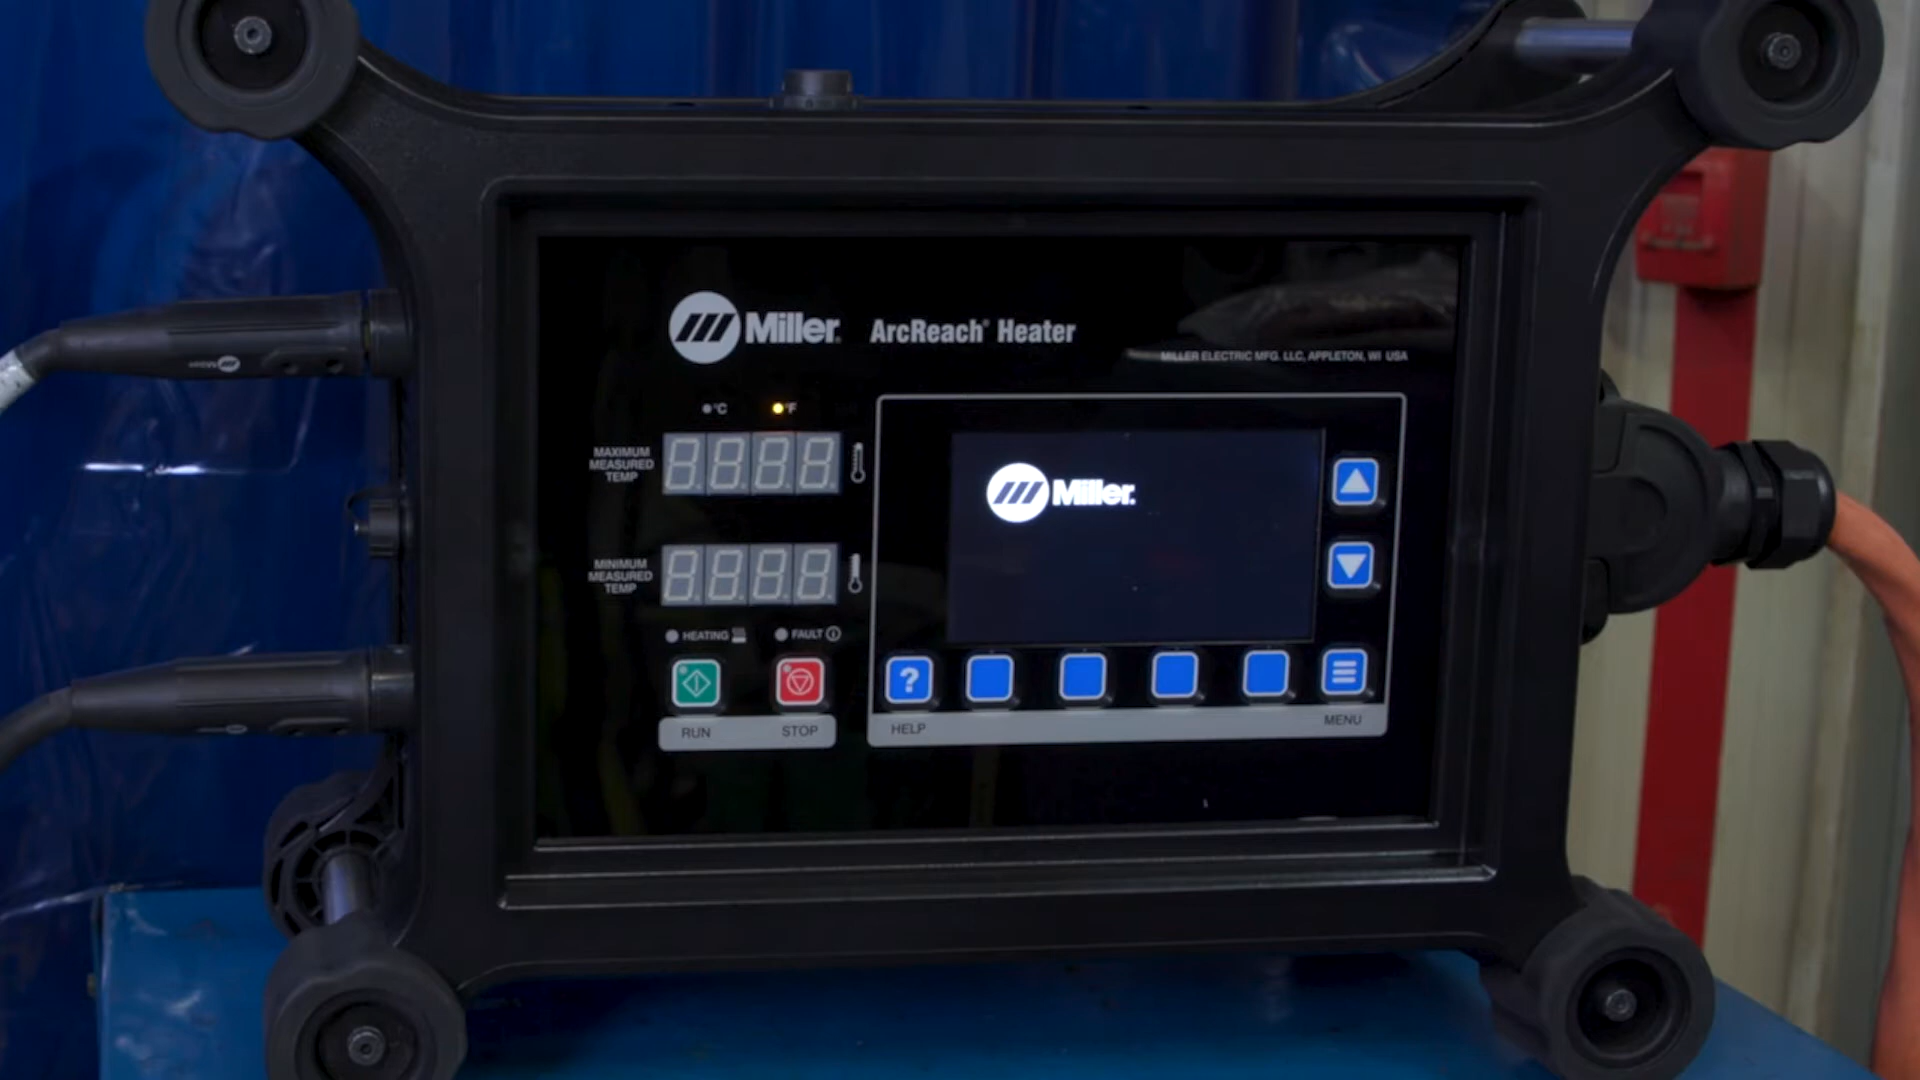 Miller® ArcReach® Heater
MILLER ELECTRIC MFG. LLC, APPLETON, WI USA
°C °F
MAXIMUM
MEASURED
TEMP
Miller.
MINIMUM
MEASURED
TEMP
HEATING FAULT
?
RUN STOP HELP MENU